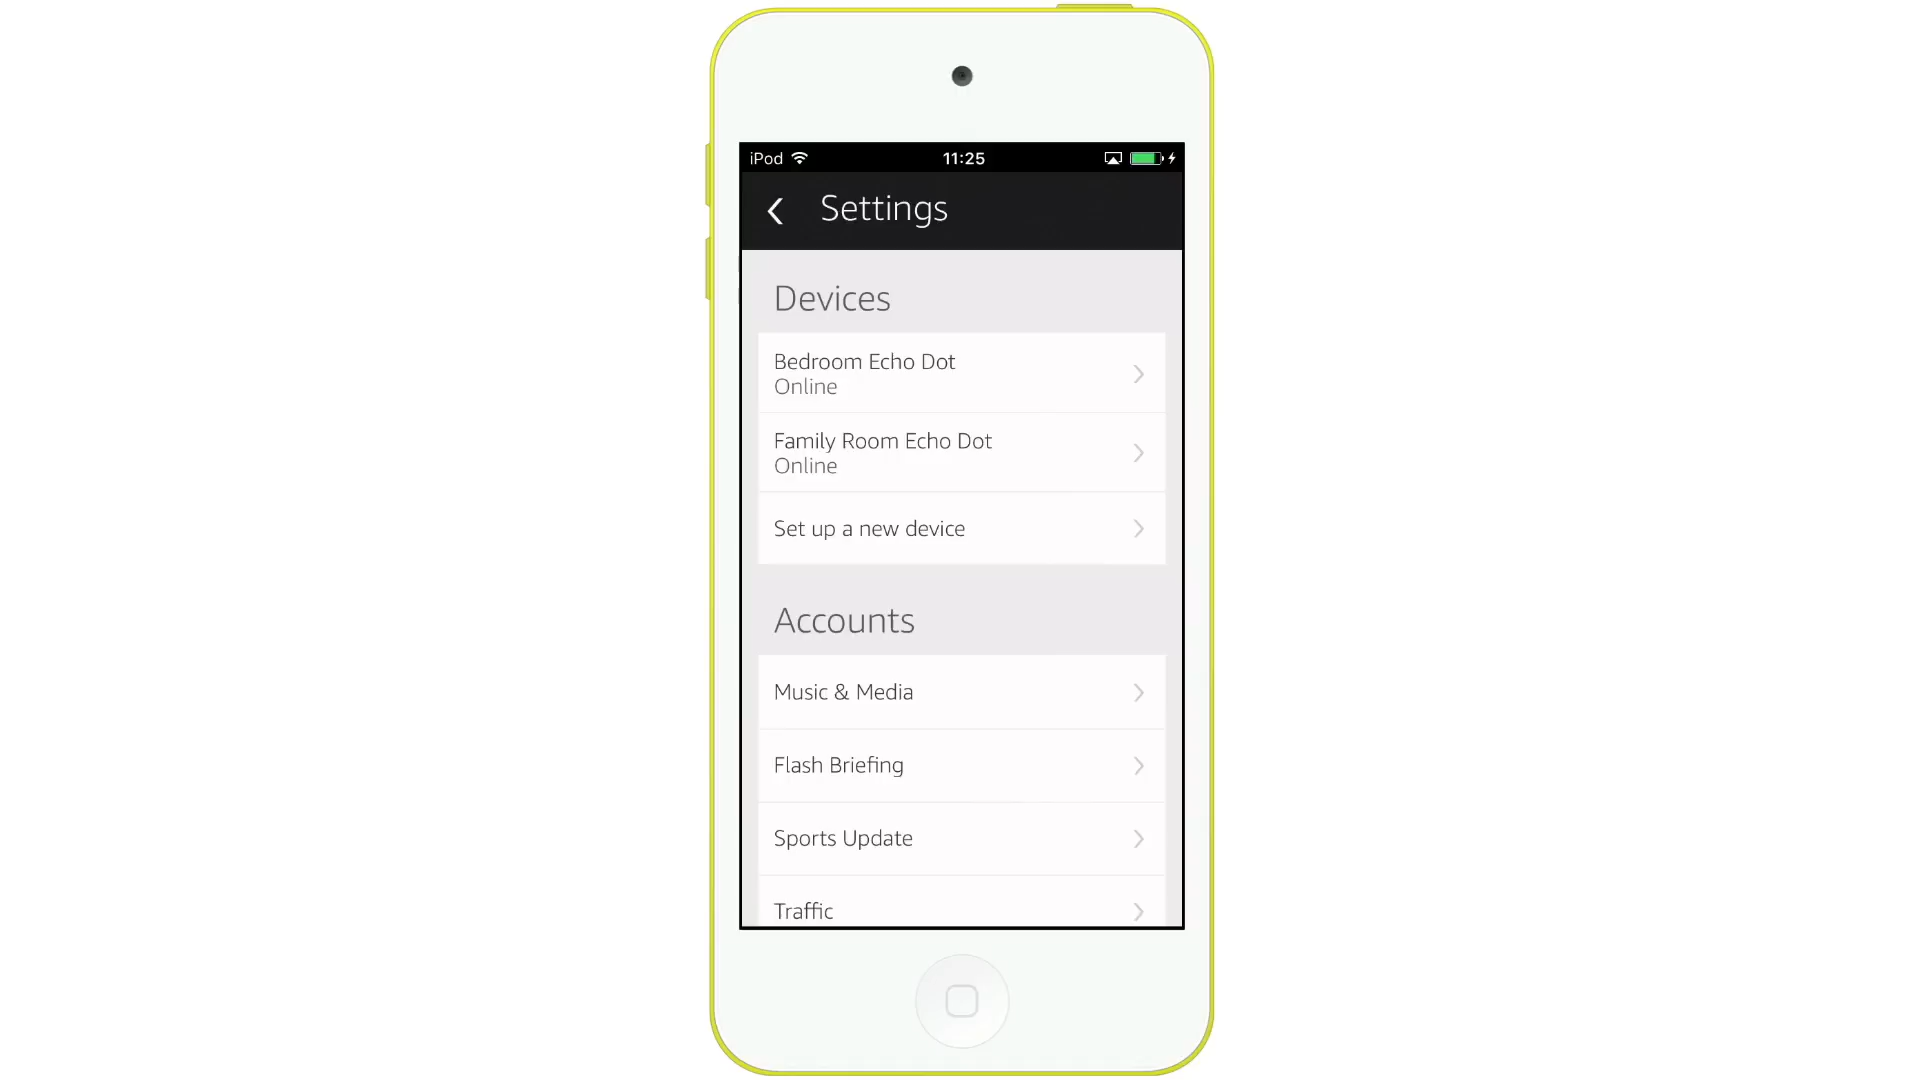 iPod 11:25
Settings
Devices
Bedroom Echo Dot
Online
Family Room Echo Dot
Online
Set up a new device
Accounts
Music & Media
Flash Briefing
Sports Update
Traffic